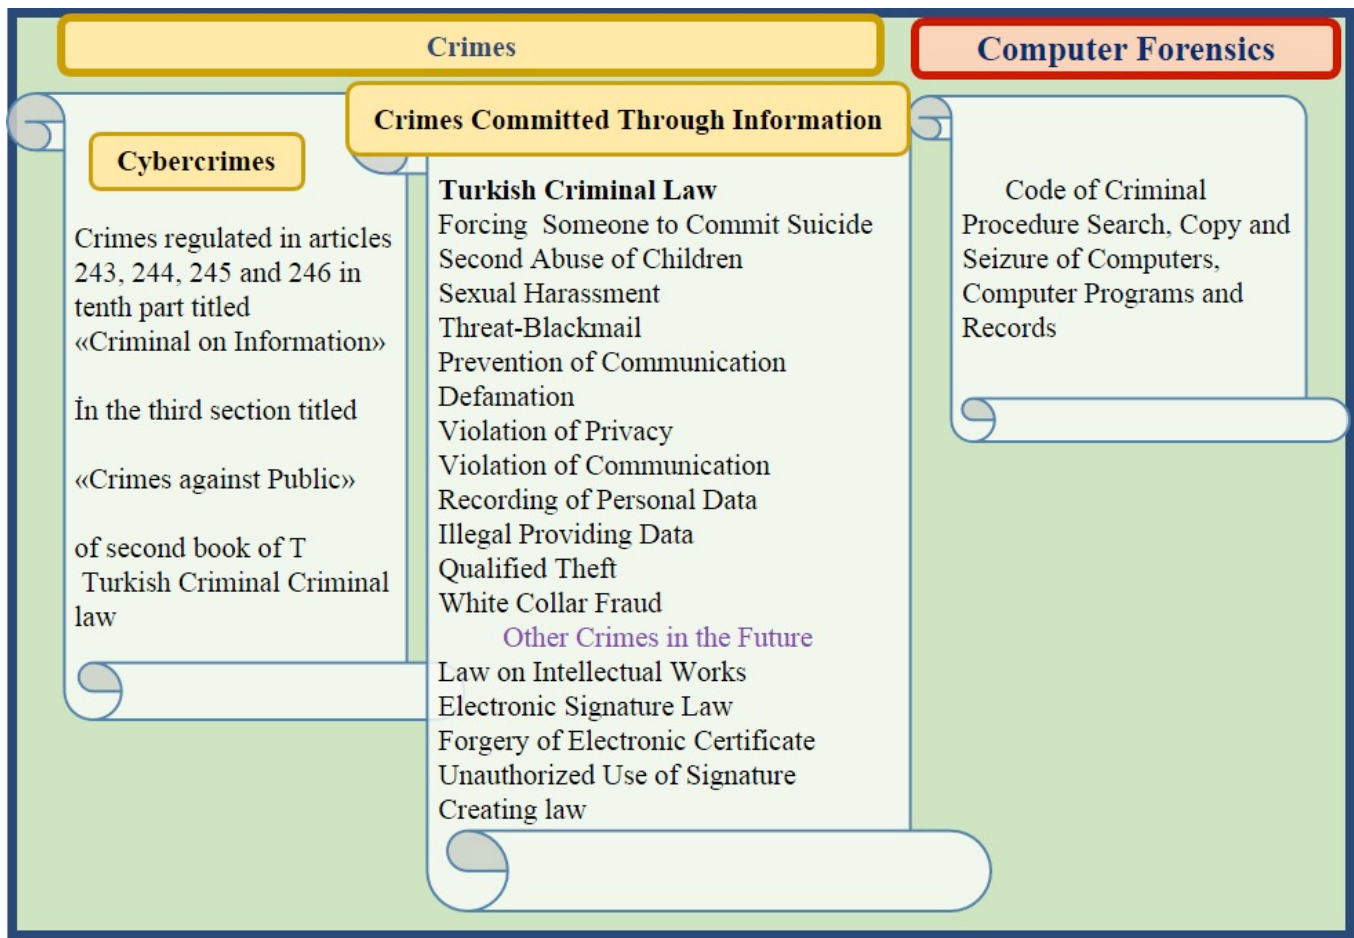 Crimes
Computer Forensics
Cybercrimes
Crimes regulated in articles
243, 244, 245 and 246 in
tenth part titled
«Criminal on Information»
İn the third section titled
«Crimes against Public»
of second book of T
Turkish Criminal Criminal
law
Crimes Committed Through Information
Turkish Criminal Law
Forcing Someone to Commit Suicide
Second Abuse of Children
Sexual Harassment
Threat-Blackmail
Prevention of Communication
Defamation
Violation of Privacy
Violation of Communication
Recording of Personal Data
Illegal Providing Data
Qualified Theft
White Collar Fraud
Other Crimes in the Future
Law on Intellectual Works
Electronic Signature Law
Forgery of Electronic Certificate
Unauthorized Use of Signature
Creating law
Code of Criminal
Procedure Search, Copy and
Seizure of Computers,
Computer Programs and
Records